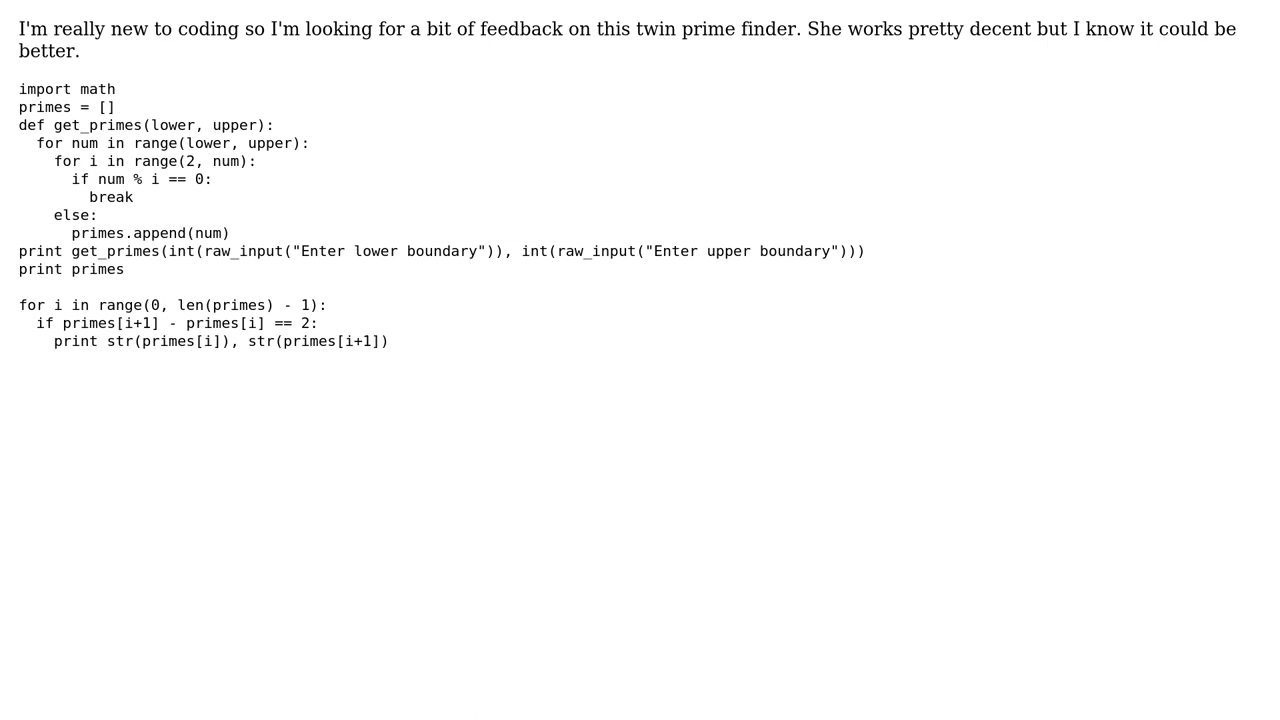 I'm really new to coding so I'm looking for a bit of feedback on this twin prime finder. She works pretty decent but I know it could be
better.
import math
primes = []
def get_primes(lower, upper):
  for num in range(lower, upper):
    for i in range(2, num):
      if num % i == 0:
        break
    else:
      primes.append(num)
print get_primes(int(raw_input("Enter lower boundary")), int(raw_input("Enter upper boundary")))
print primes

for i in range(0, len(primes) - 1):
  if primes[i+1] - primes[i] == 2:
    print str(primes[i]), str(primes[i+1])